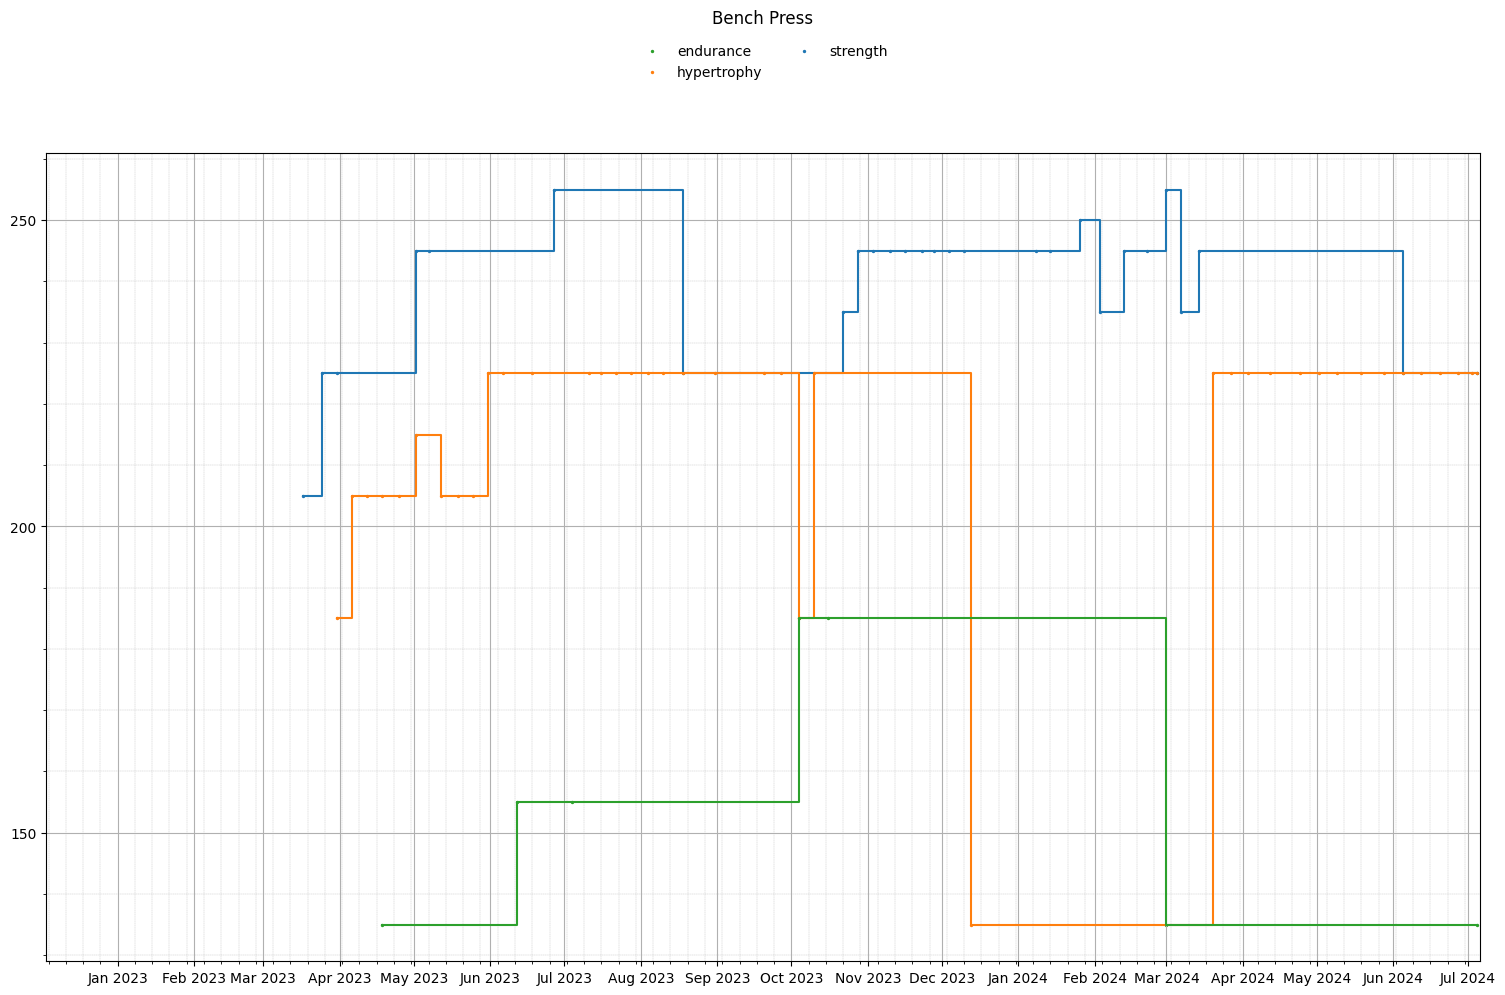 Bench Press
endurance strength
hypertrophy
250
200
150
Jan 2023 Feb 2023 Mar 2023 Apr 2023 May 2023 Jun 2023 Jul 2023 Aug 2023 Sep 2023 Oct 2023 Nov 2023 Dec 2023 Jan 2024 Feb 2024 Mar 2024 Apr 2024 May 2024 Jun 2024 Jul 2024